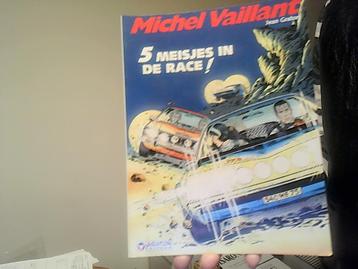 Michel Vaillant
Jean Graton
5 MEISJES IN
DE RACE!